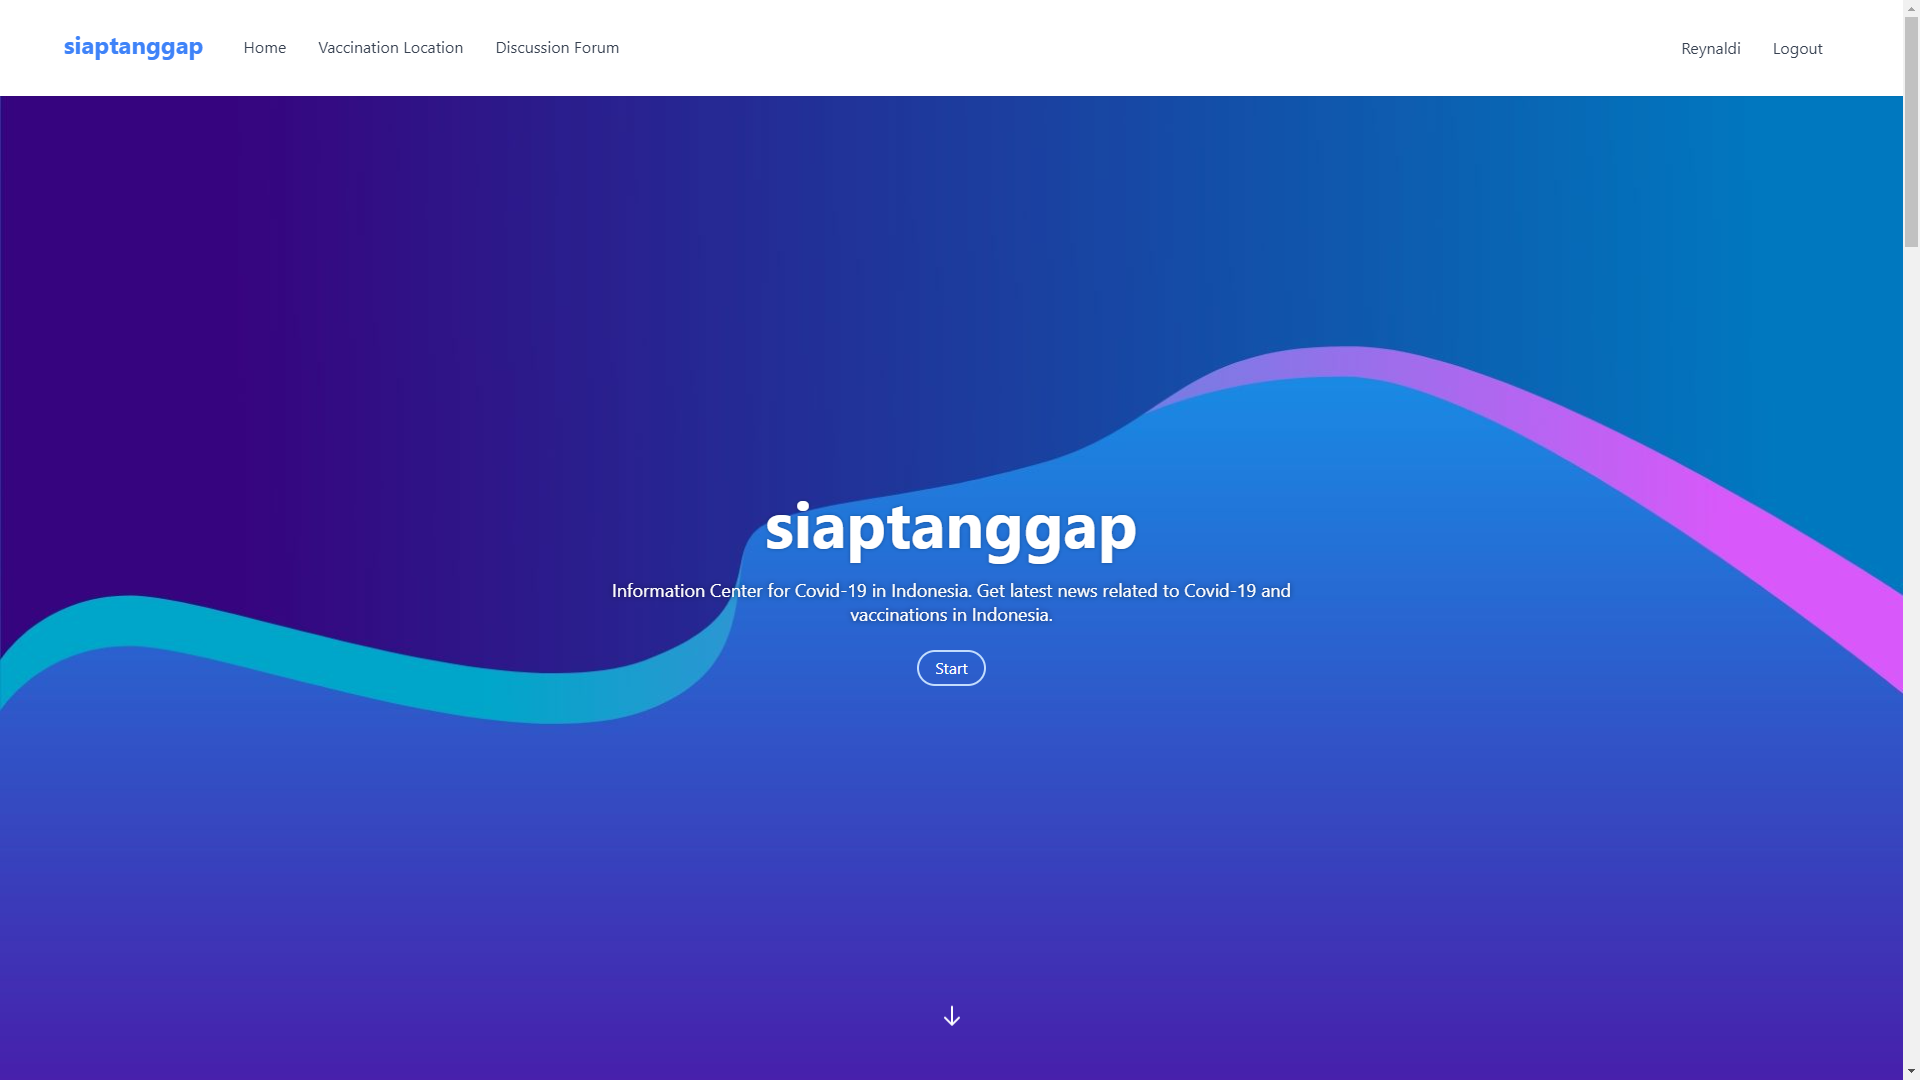 siaptanggap
Home
Vaccination Location
Discussion Forum
Reynaldi
Logout
siaptanggap
Information Center for Covid-19 in Indonesia. Get latest news related to Covid-19 and
vaccinations in Indonesia.
Start